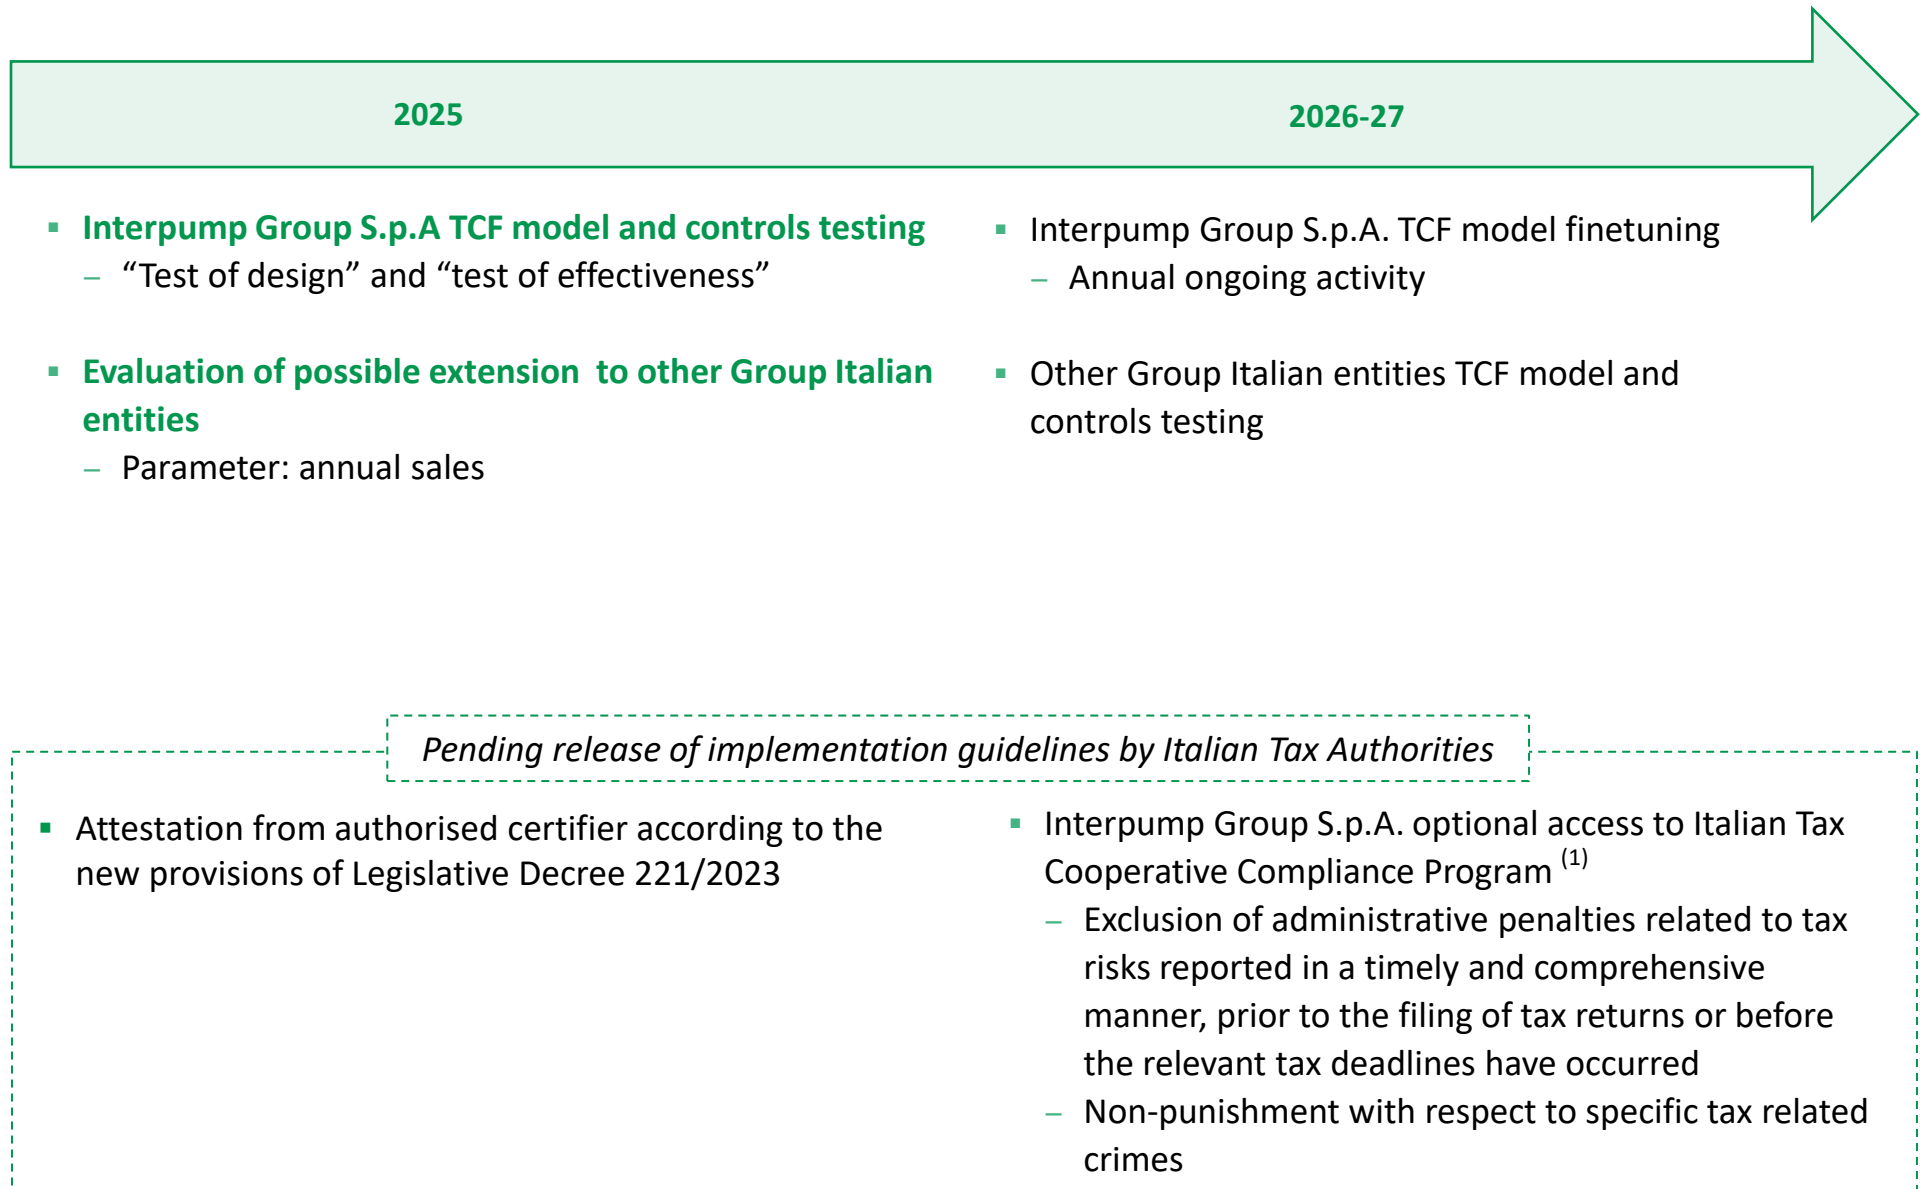 2025
2026-27
▪ Interpump Group S.p.A TCF model and controls testing
– “Test of design” and “test of effectiveness”
▪ Evaluation of possible extension to other Group Italian
entities
– Parameter: annual sales
▪ Interpump Group S.p.A. TCF model finetuning
– Annual ongoing activity
▪ Other Group Italian entities TCF model and
controls testing
Pending release of implementation guidelines by Italian Tax Authorities
▪ Attestation from authorised certifier according to the
new provisions of Legislative Decree 221/2023
▪ Interpump Group S.p.A. optional access to Italian Tax
Cooperative Compliance Program (1)
– Exclusion of administrative penalties related to tax
risks reported in a timely and comprehensive
manner, prior to the filing of tax returns or before
the relevant tax deadlines have occurred
– Non-punishment with respect to specific tax related
crimes